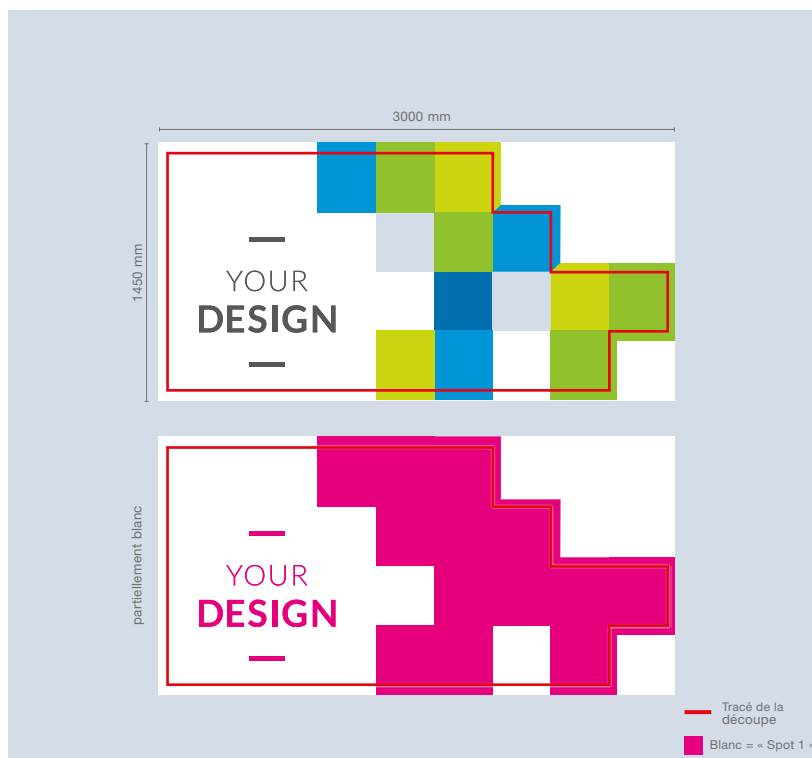 3000 mm
1450 mm
YOUR
DESIGN
partiellement blanc
YOUR
DESIGN
Tracé de la
découpe
Blanc = « Spot 1 »